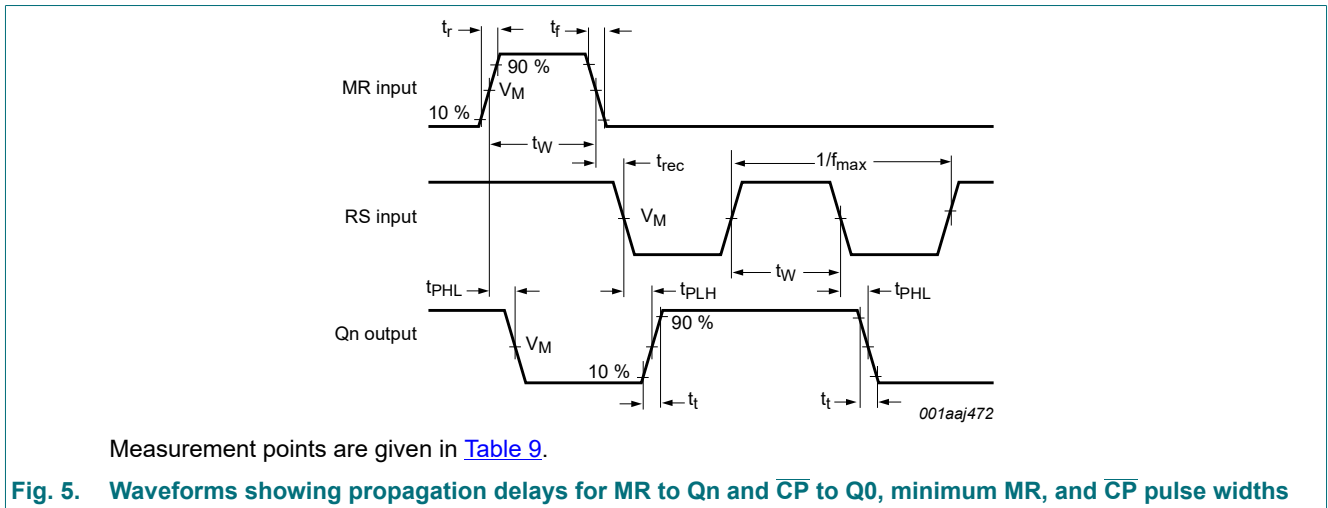 tr tf
90 %
MR input VM
10 %
tW
trec 1/fmax
RS input VM
tW
tPHL tPLH tPHL
90 %
Qn output VM
10 %
tt tt
001aaj472
Measurement points are given in Table 9.
Fig. 5. Waveforms showing propagation delays for MR to Qn and C̅P̅ to Q0, minimum MR, and C̅P̅ pulse widths